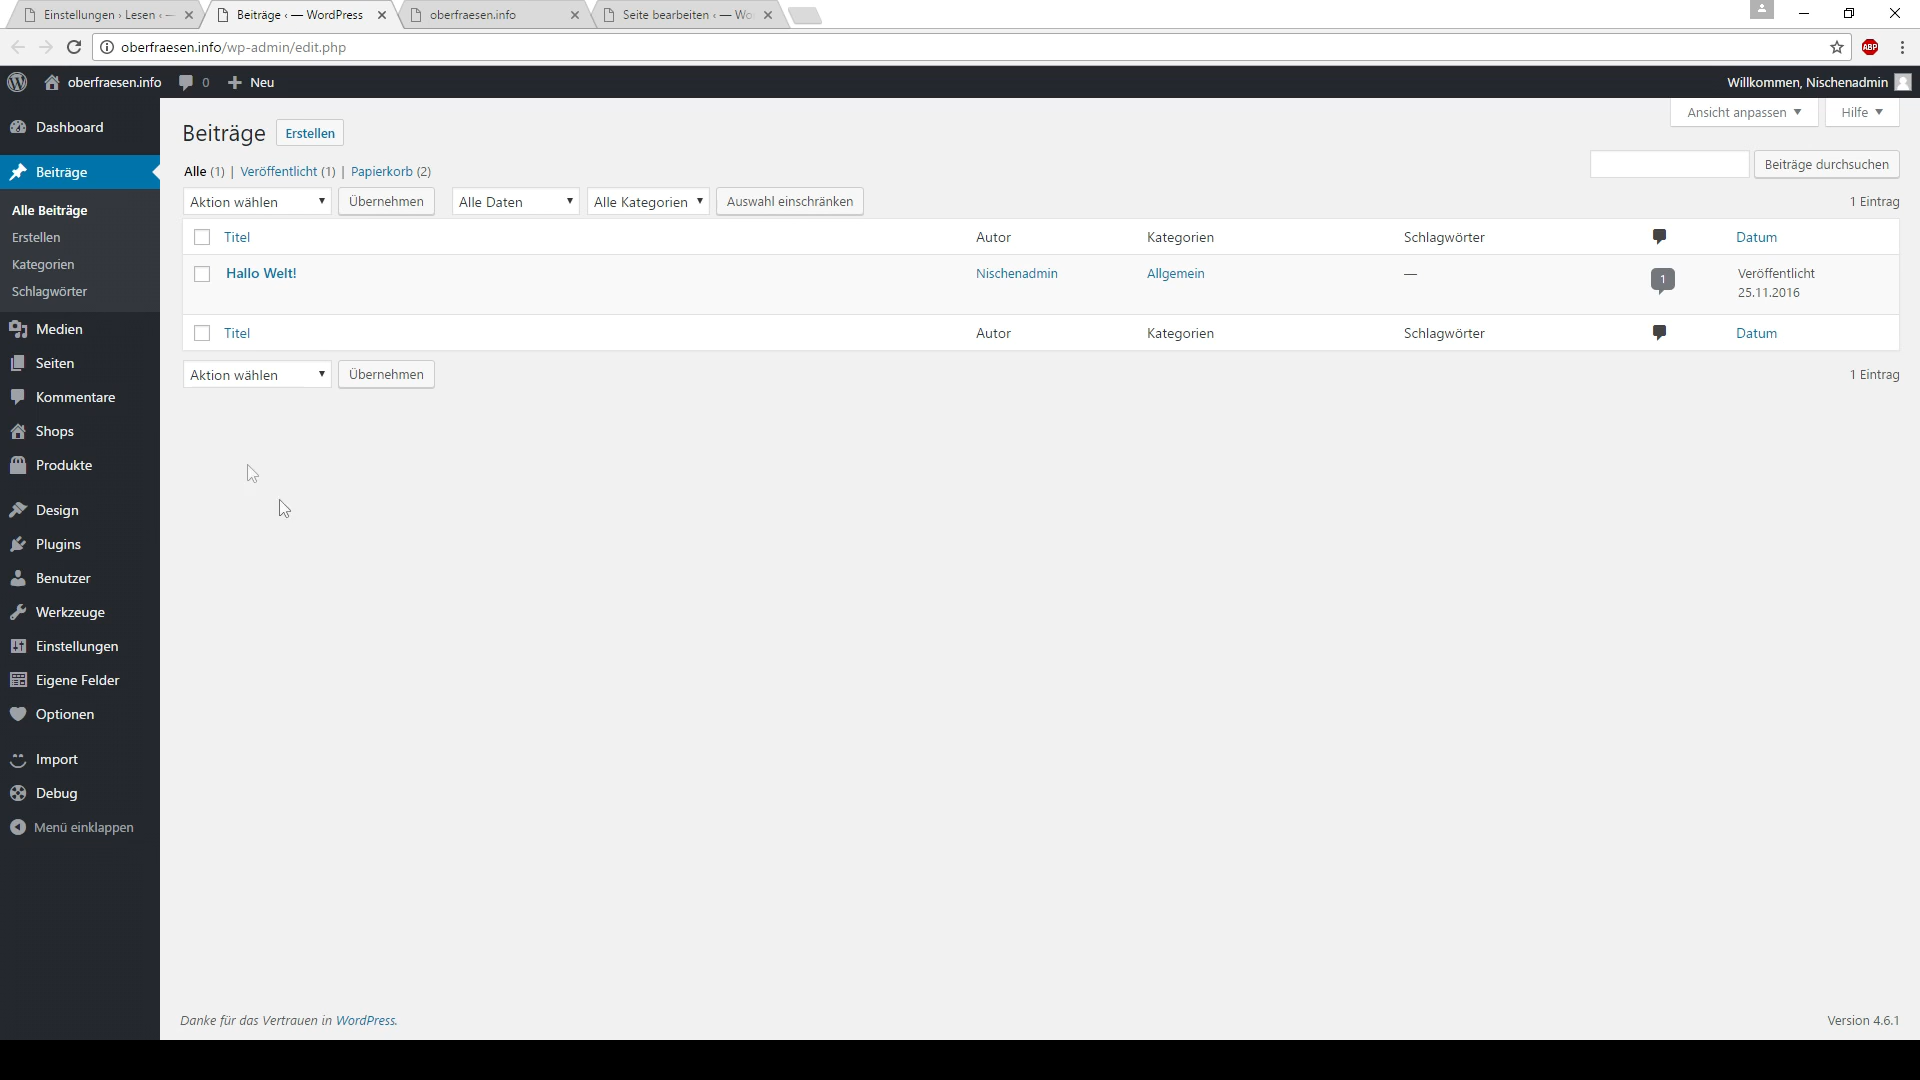 Einstellungen › Lesen ‹ —
Beiträge ‹ — WordPress
oberfraesen.info
Seite bearbeiten ‹ — Wo
oberfraesen.info/wp-admin/edit.php
ABP
oberfraesen.info 0 Neu
Willkommen, Nischenadmin
Dashboard
Beiträge
Alle Beiträge
Erstellen
Kategorien
Schlagwörter
Medien
Seiten
Kommentare
Shops
Produkte
Design
Plugins
Benutzer
Werkzeuge
Einstellungen
Eigene Felder
Optionen
Import
Debug
Menü einklappen
Ansicht anpassen Hilfe
Beiträge Erstellen
Alle (1) | Veröffentlicht (1) | Papierkorb (2)
Beiträge durchsuchen
Aktion wählen Übernehmen Alle Daten Alle Kategorien Auswahl einschränken 1 Eintrag
Titel Autor Kategorien Schlagwörter Datum
Hallo Welt! Nischenadmin Allgemein — 1 Veröffentlicht
25.11.2016
Titel Autor Kategorien Schlagwörter Datum
Aktion wählen Übernehmen 1 Eintrag
Danke für das Vertrauen in WordPress. Version 4.6.1